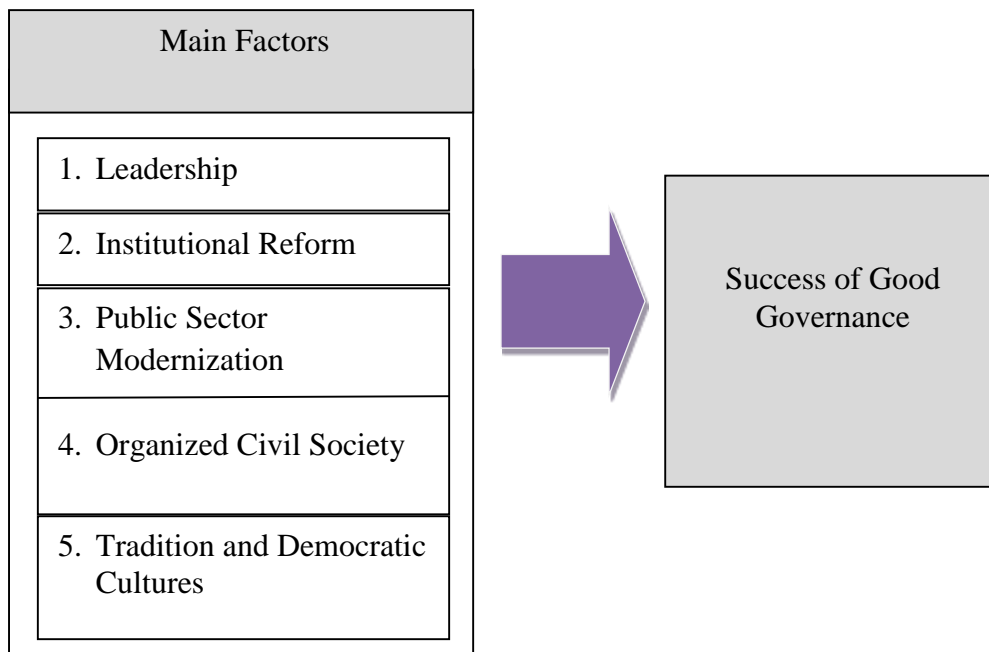 Main Factors
1. Leadership
2. Institutional Reform
3. Public Sector
Modernization
4. Organized Civil Society
5. Tradition and Democratic
Cultures
Success of Good
Governance